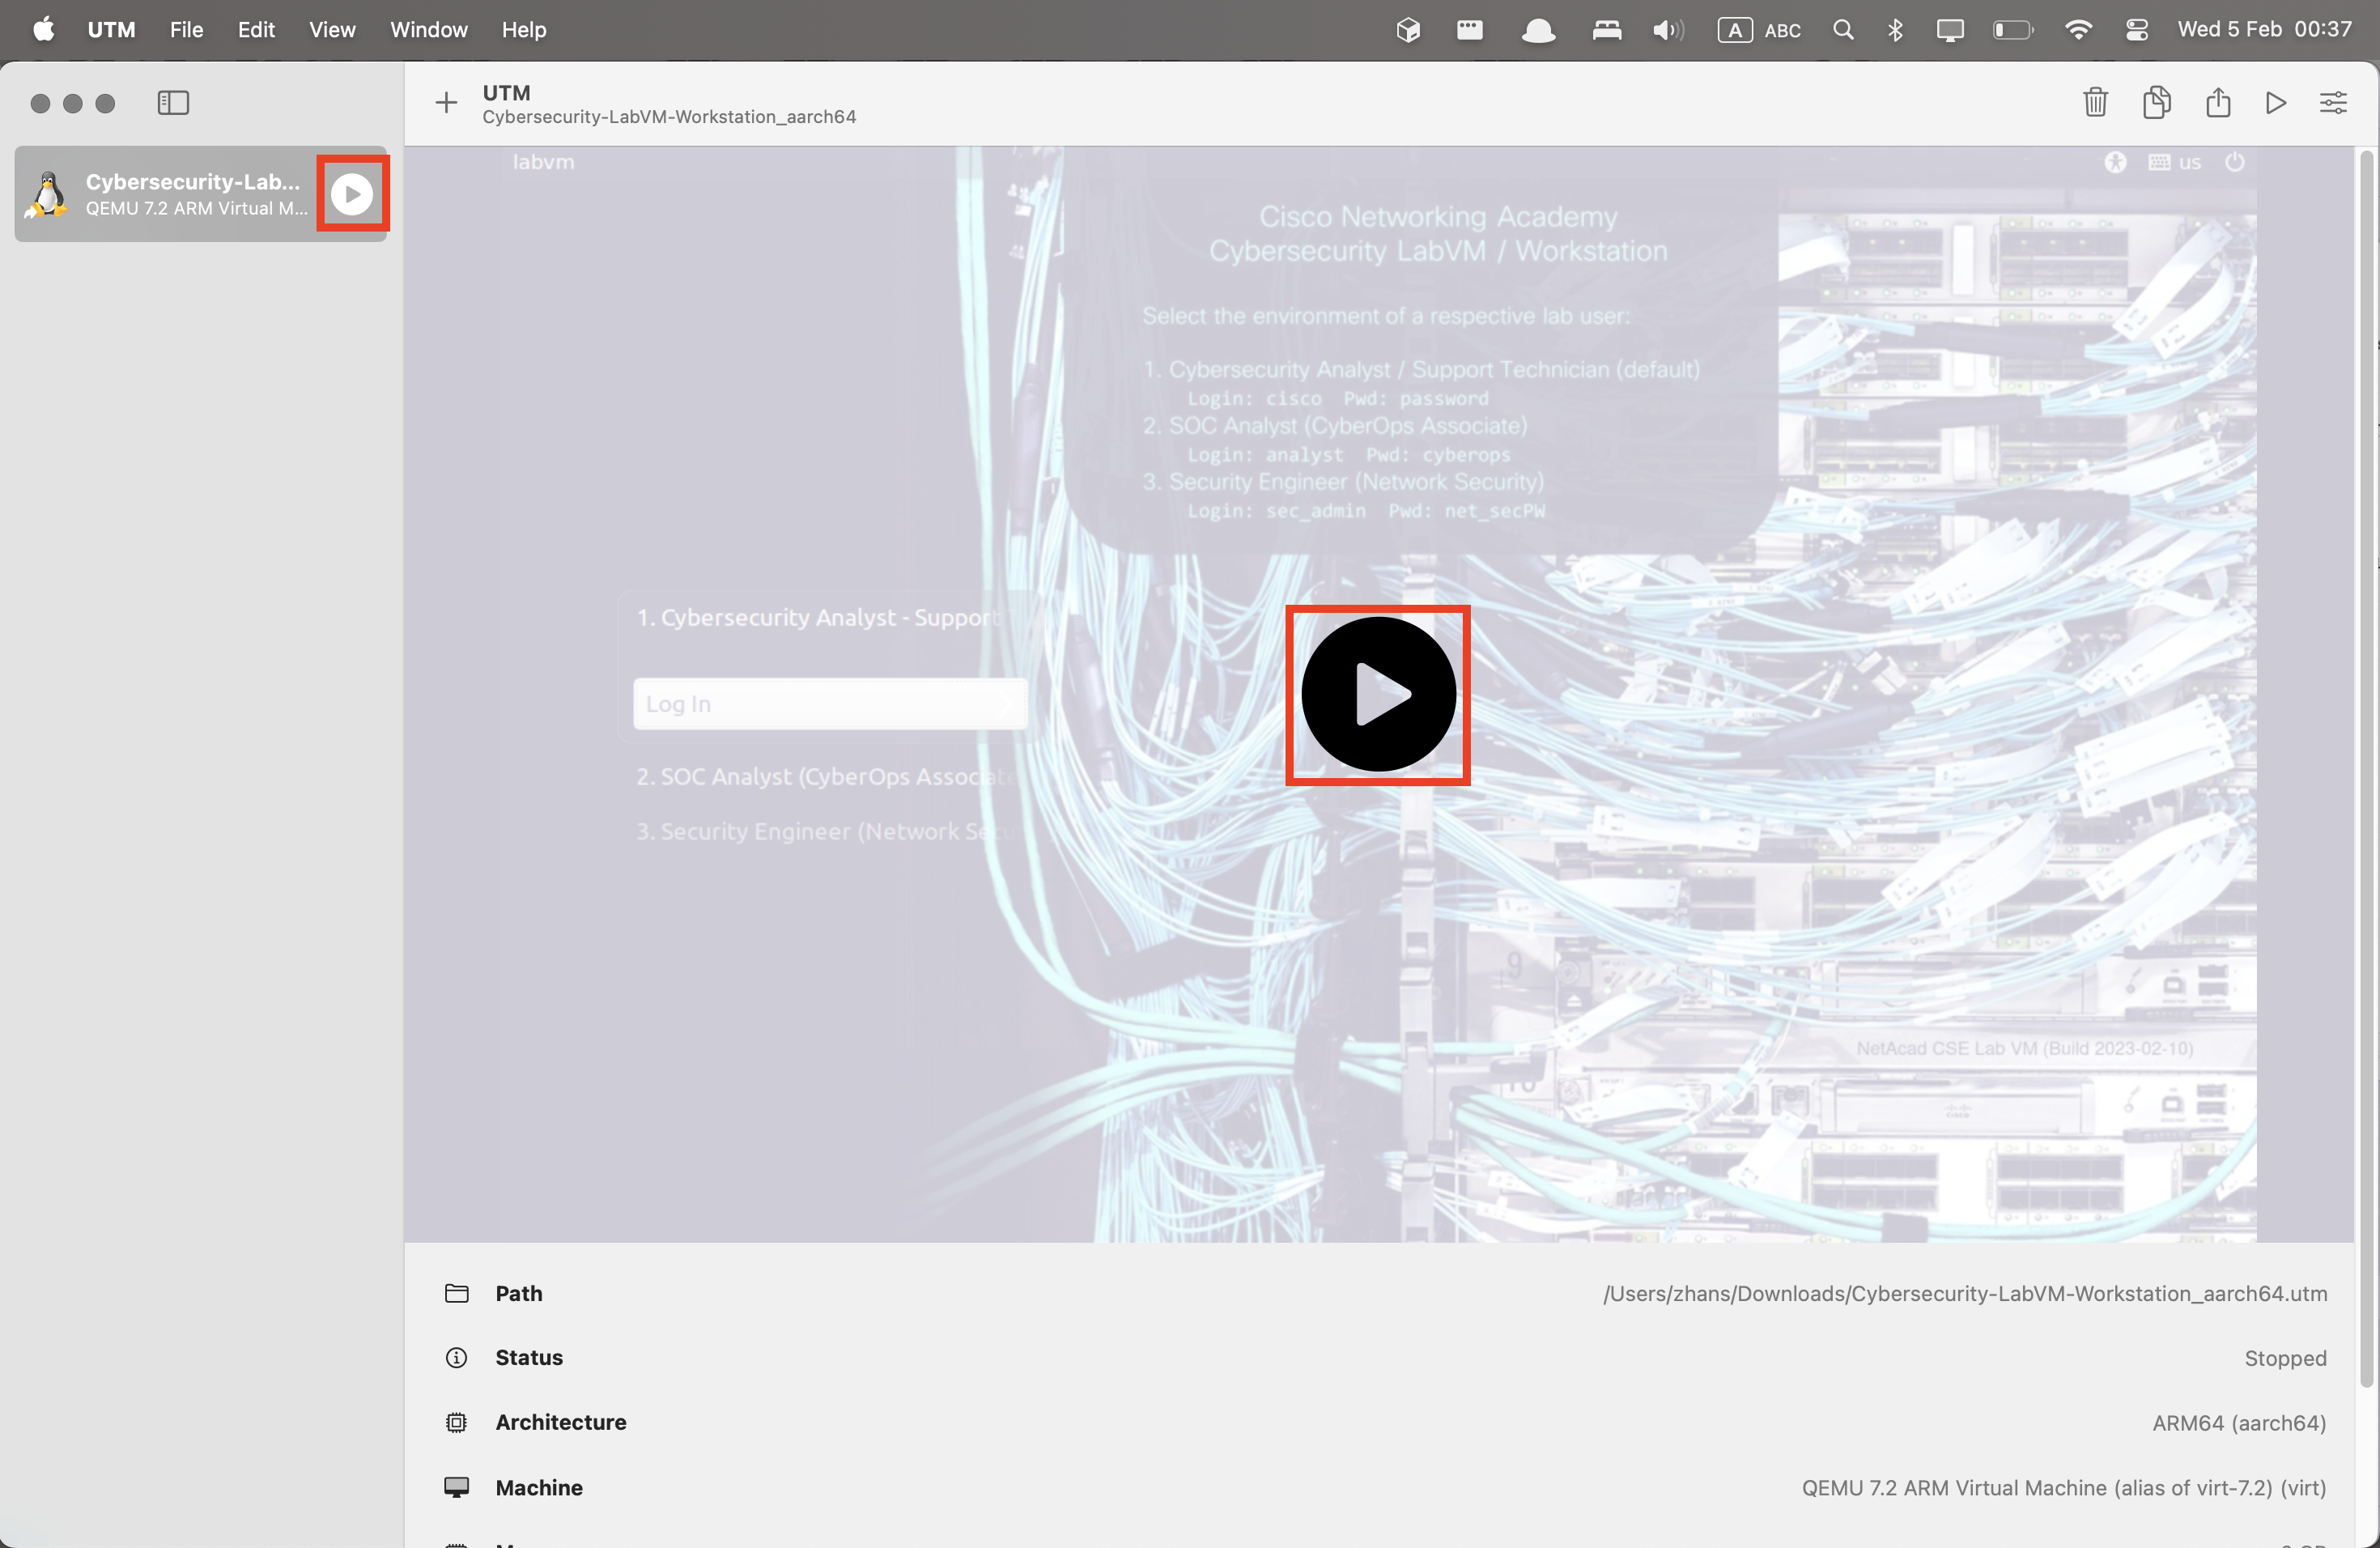 UTM File Edit View Window Help A ABC Wed 5 Feb 00:37
UTM
Cybersecurity-LabVM-Workstation_aarch64
Cybersecurity-Lab...
QEMU 7.2 ARM Virtual M...
labvm us
Cisco Networking Academy
Cybersecurity LabVM / Workstation
Select the environment of a respective lab user:
1. Cybersecurity Analyst / Support Technician (default)
Login: cisco Pwd: password
2. SOC Analyst (CyberOps Associate)
Login: analyst Pwd: cyberops
3. Security Engineer (Network Security)
Login: sec_admin Pwd: net_secPW
1. Cybersecurity Analyst - Support
Log In
2. SOC Analyst (CyberOps Associate
3. Security Engineer (Network Secu
9
10
NetAcad CSE Lab VM (Build 2023-02-10)
Path /Users/zhans/Downloads/Cybersecurity-LabVM-Workstation_aarch64.utm
Status Stopped
Architecture ARM64 (aarch64)
Machine QEMU 7.2 ARM Virtual Machine (alias of virt-7.2) (virt)